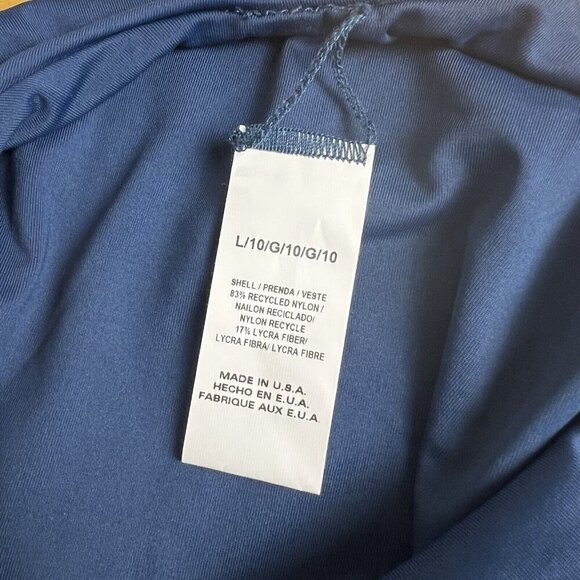 L/10/G/10/G/10
SHELL / PRENDA / VESTE
83% RECYCLED NYLON /
NAILON RECICLADO/
NYLON RECYCLE
17% LYCRA FIBER/
LYCRA FIBRA/ LYCRA FIBRE
MADE IN U.S.A.
HECHO EN E.U.A.
FABRIQUE AUX E.U.A